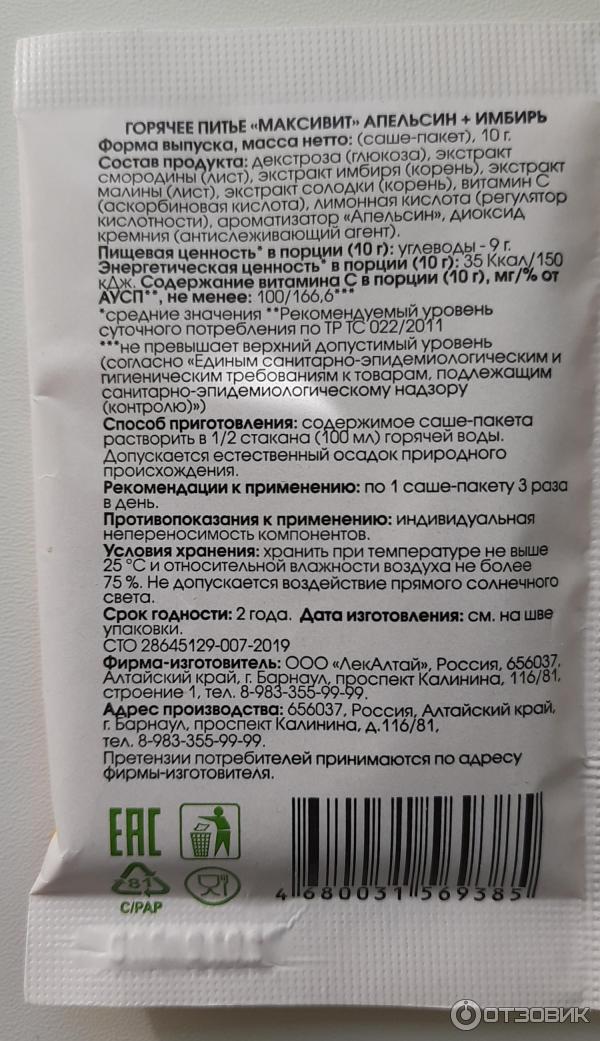 ГОРЯЧЕЕ ПИТЬЕ «МАКСИВИТ» АПЕЛЬСИН + ИМБИРЬ
Форма выпуска, масса нетто: (саше-пакет), 10 г.
Состав продукта: декстроза (глюкоза), экстракт
смородины (лист), экстракт имбиря (корень), экстракт
малины (лист), экстракт солодки (корень), витамин С
(аскорбиновая кислота), лимонная кислота (регулятор
кислотности), ароматизатор «Апельсин», диоксид
кремния (антислеживающий агент).
Пищевая ценность* в порции (10 г): углеводы - 9 г.
Энергетическая ценность* в порции (10 г): 35 Ккал/150
кДж. Содержание витамина С в порции (10 г), мг/% от
АУСП**, не менее: 100/166,6***
*средние значения **Рекомендуемый уровень
суточного потребления по ТР ТС 022/2011
***не превышает верхний допустимый уровень
(согласно «Единым санитарно-эпидемиологическим и
гигиеническим требованиям к товарам, подлежащим
санитарно-эпидемиологическому надзору
(контролю)»)
Способ приготовления: содержимое саше-пакета
растворить в 1/2 стакана (100 мл) горячей воды.
Допускается естественный осадок природного
происхождения.
Рекомендации к применению: по 1 саше-пакету 3 раза
в день.
Противопоказания к применению: индивидуальная
непереносимость компонентов.
Условия хранения: хранить при температуре не выше
25 °С и относительной влажности воздуха не более
75 %. Не допускается воздействие прямого солнечного
света.
Срок годности: 2 года. Дата изготовления: см. на шве
упаковки.
СТО 28645129-007-2019
Фирма-изготовитель: ООО «ЛекАлтай», Россия, 656037,
Алтайский край, г. Барнаул, проспект Калинина, 116/81,
строение 1, тел. 8-983-355-99-99.
Адрес производства: 656037, Россия, Алтайский край,
г. Барнаул, проспект Калинина, д.116/81,
тел. 8-983-355-99-99.
Претензии потребителей принимаются по адресу
фирмы-изготовителя.
EAC
81
C/PAP
4 680031 569385
ОТЗОВИК